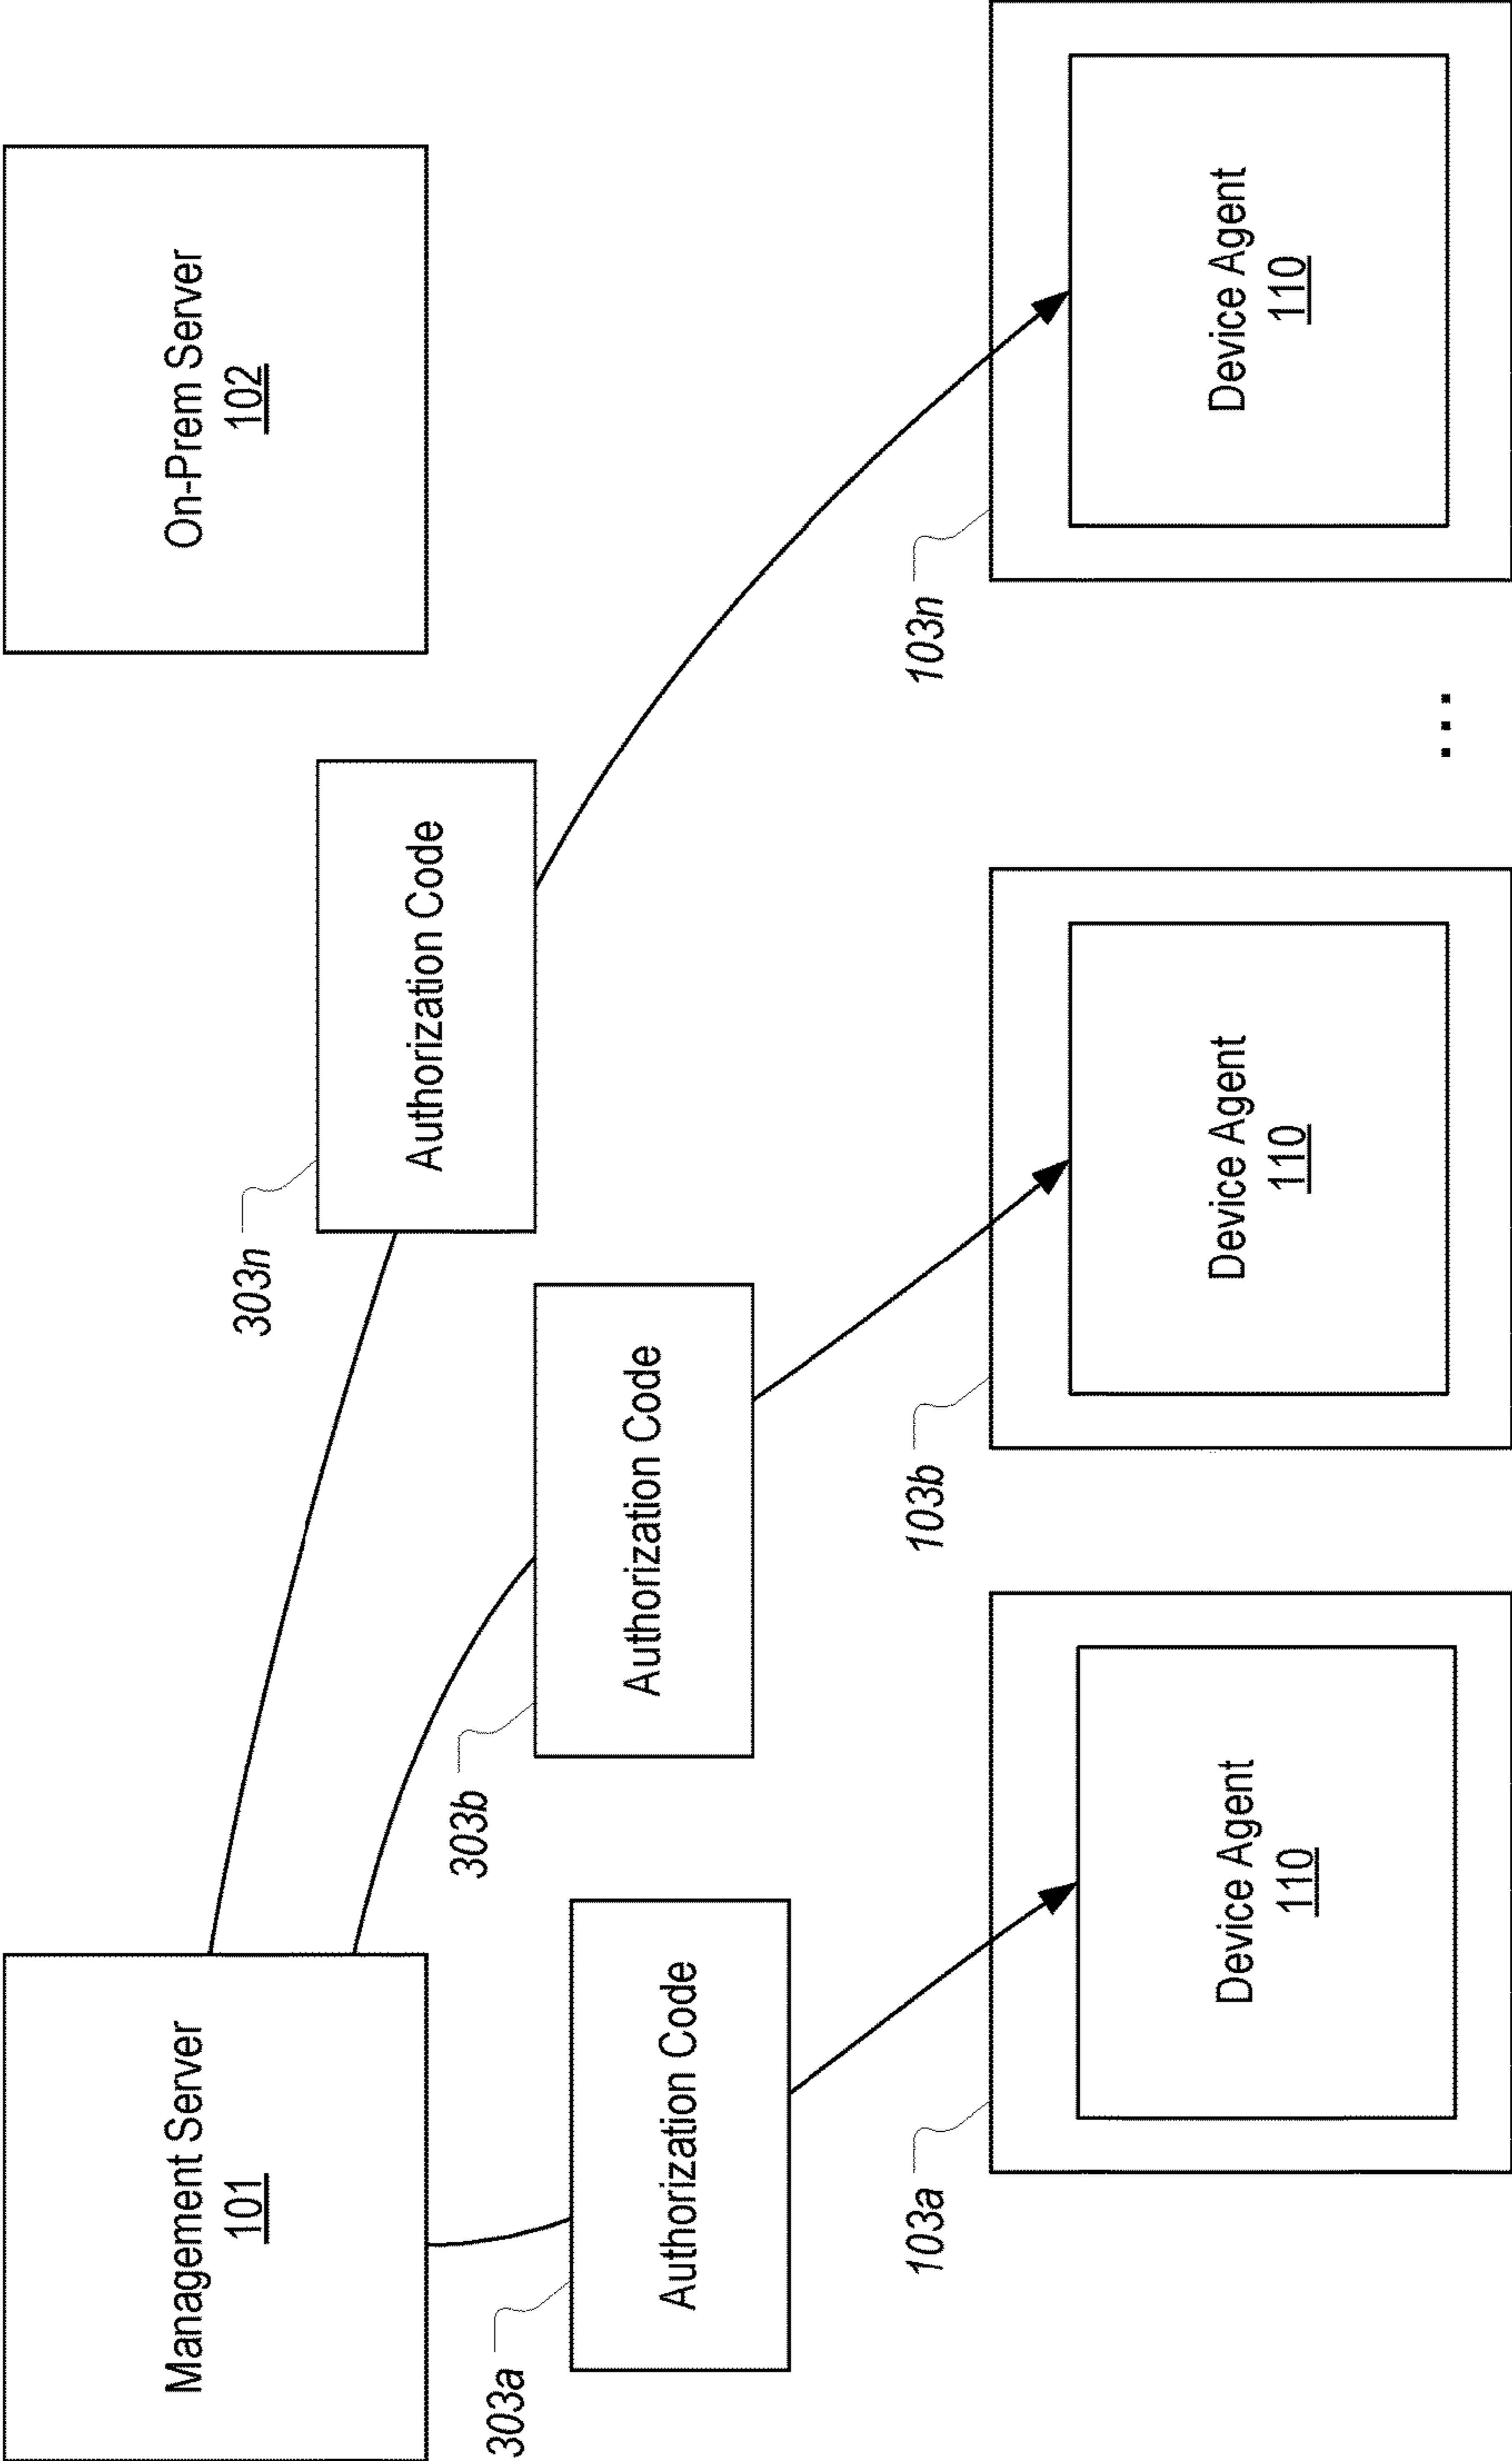 Management Server
101
On-Prem Server
102
303n
Authorization Code
303b
Authorization Code
303a
Authorization Code
103a
Device Agent
110
103b
Device Agent
110
...
103n
Device Agent
110